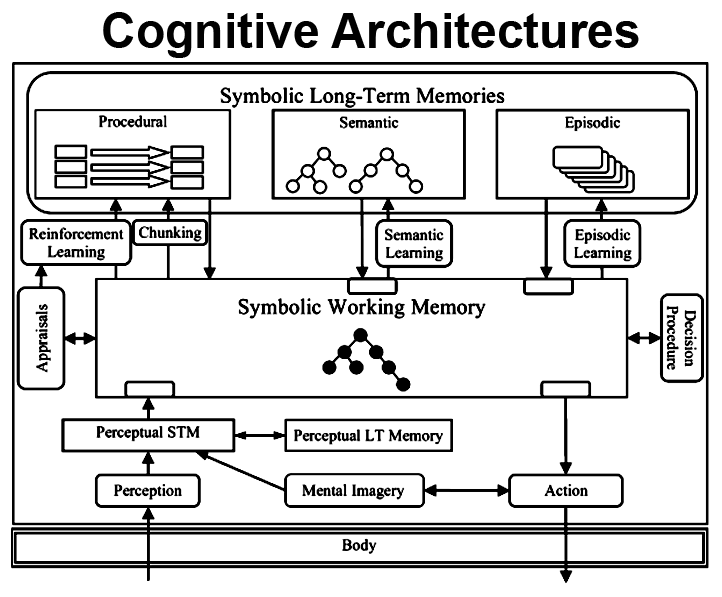 Cognitive Architectures
Symbolic Long-Term Memories
Procedural
Semantic
Episodic
Reinforcement
Learning
Chunking
Semantic
Learning
Episodic
Learning
Appraisals
Symbolic Working Memory
Decision
Procedure
Perceptual STM
Perceptual LT Memory
Perception
Mental Imagery
Action
Body